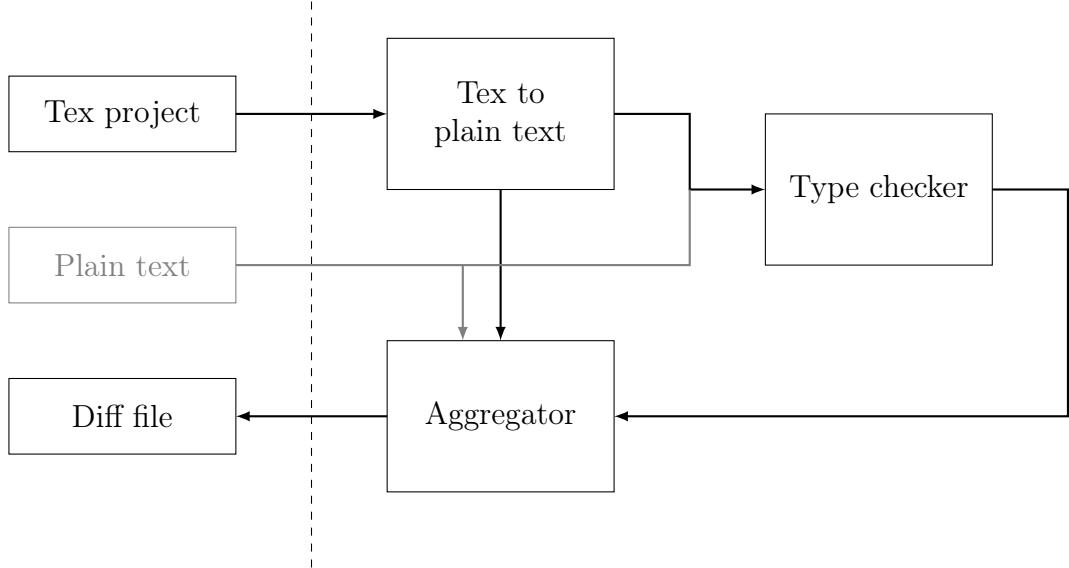 Tex project
Tex to
plain text
Type checker
Plain text
Diff file
Aggregator